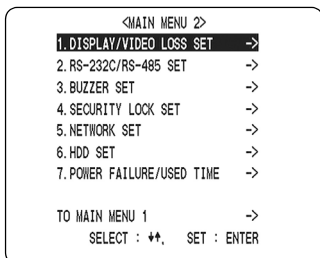 <MAIN MENU 2>
1.DISPLAY/VIDEO LOSS SET ->
2.RS-232C/RS-485 SET ->
3.BUZZER SET ->
4.SECURITY LOCK SET ->
5.NETWORK SET ->
6.HDD SET ->
7.POWER FAILURE/USED TIME ->
TO MAIN MENU 1 ->
SELECT : ↓↑, SET : ENTER